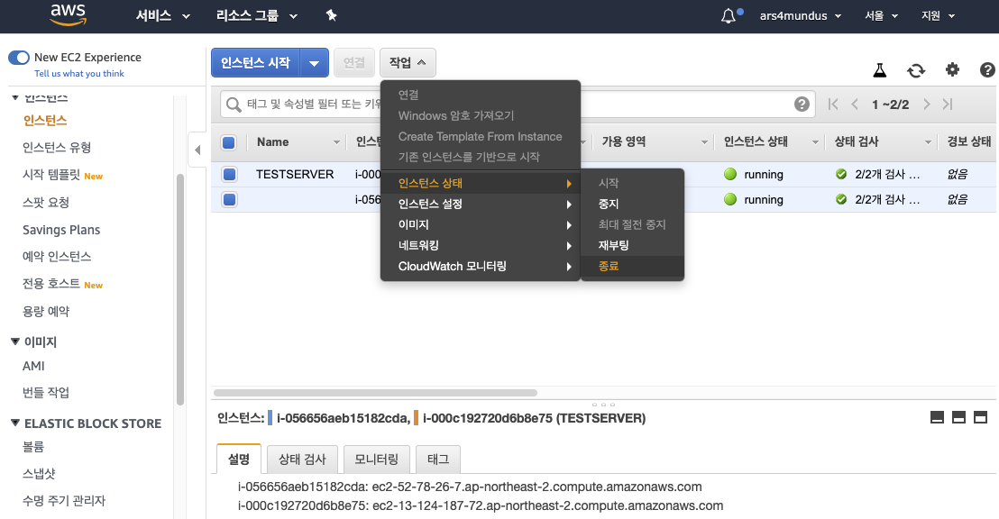 aws 서비스 리소스 그룹 ars4mundus 서울 지원
New EC2 Experience
Tell us what you think
인스턴스
인스턴스
인스턴스 유형
시작 템플릿 New
스팟 요청
Savings Plans
예약 인스턴스
전용 호스트 New
용량 예약
이미지
AMI
번들 작업
ELASTIC BLOCK STORE
볼륨
스냅샷
수명 주기 관리자
인스턴스 시작 연결 작업
태그 및 속성별 필터 또는 1 ~2/2
Name 가용 영역 인스턴스 상태 상태 검사 경보 상태
TESTSERVER i-000 running 2/2개 검사 ... 없음
i-056 running 2/2개 검사 ... 없음
연결
Windows 암호 가져오기
Create Template From Instance
기존 인스턴스를 기반으로 시작
인스턴스 상태
인스턴스 설정
이미지
네트워킹
CloudWatch 모니터링
시작
중지
최대 절전 중지
재부팅
종료
인스턴스: i-056656aeb15182cda, i-000c192720d6b8e75 (TESTSERVER)
설명 상태 검사 모니터링 태그
i-056656aeb15182cda: ec2-52-78-26-7.ap-northeast-2.compute.amazonaws.com
i-000c192720d6b8e75: ec2-13-124-187-72.ap-northeast-2.compute.amazonaws.com